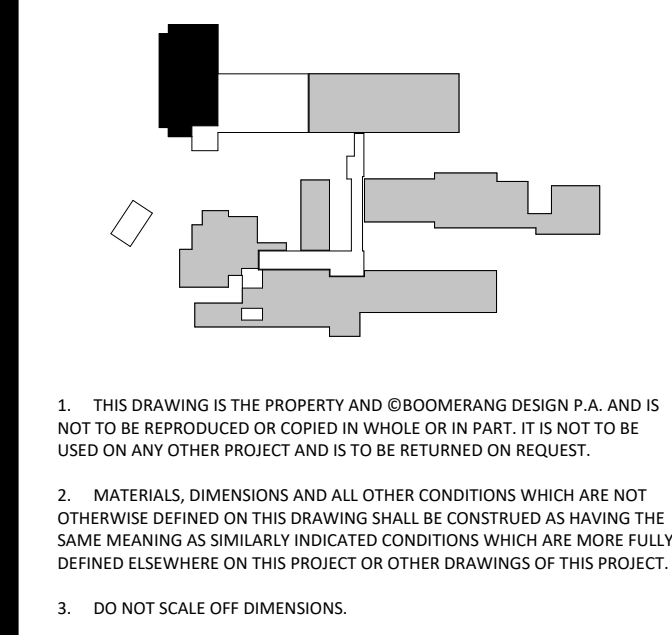 1. THIS DRAWING IS THE PROPERTY AND ©BOOMERANG DESIGN P.A. AND IS
NOT TO BE REPRODUCED OR COPIED IN WHOLE OR IN PART. IT IS NOT TO BE
USED ON ANY OTHER PROJECT AND IS TO BE RETURNED ON REQUEST.
2. MATERIALS, DIMENSIONS AND ALL OTHER CONDITIONS WHICH ARE NOT
OTHERWISE DEFINED ON THIS DRAWING SHALL BE CONSTRUED AS HAVING THE
SAME MEANING AS SIMILARLY INDICATED CONDITIONS WHICH ARE MORE FULLY
DEFINED ELSEWHERE ON THIS PROJECT OR OTHER DRAWINGS OF THIS PROJECT.
3. DO NOT SCALE OFF DIMENSIONS.